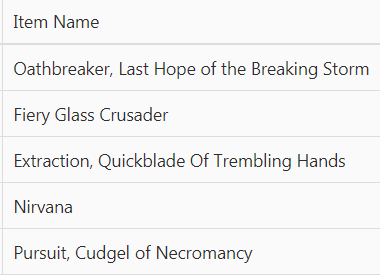 Item Name
Oathbreaker, Last Hope of the Breaking Storm
Fiery Glass Crusader
Extraction, Quickblade Of Trembling Hands
Nirvana
Pursuit, Cudgel of Necromancy